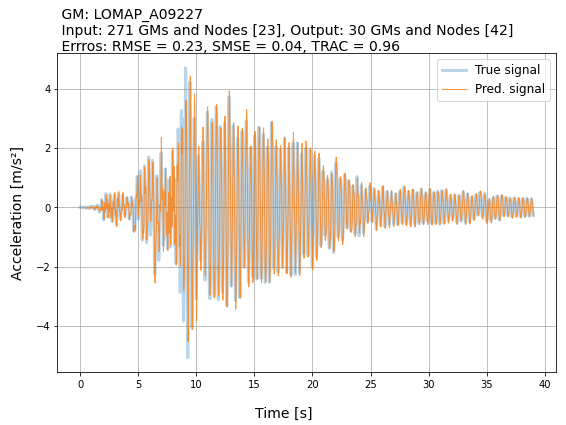 GM: LOMAP_A09227
Input: 271 GMs and Nodes [23], Output: 30 GMs and Nodes [42]
Errros: RMSE = 0.23, SMSE = 0.04, TRAC = 0.96
True signal
Pred. signal
Acceleration [m/s²]
4
2
0
−2
−4
0 5 10 15 20 25 30 35 40
Time [s]